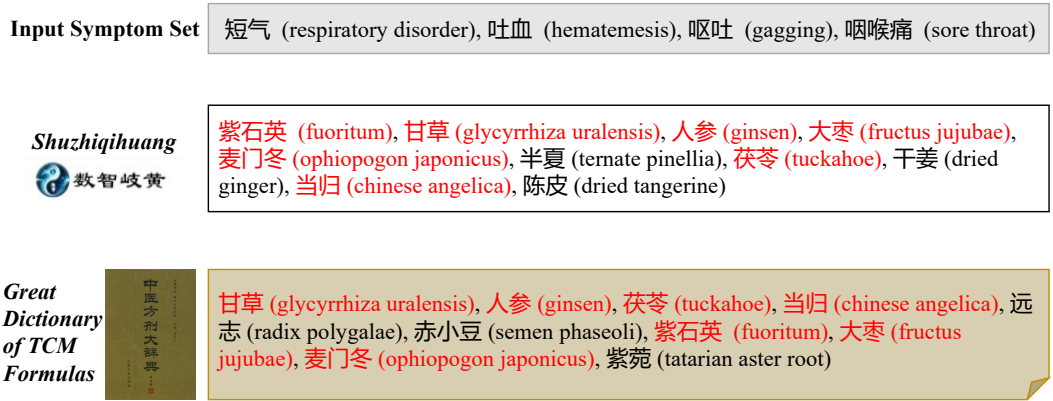 Input Symptom Set
短气 (respiratory disorder), 吐血 (hematemesis), 呕吐 (gagging), 咽喉痛 (sore throat)
Shuzhiqihuang
数智岐黄
紫石英 (fuoritum), 甘草 (glycyrrhiza uralensis), 人参 (ginsen), 大枣 (fructus jujubae),
麦门冬 (ophiopogon japonicus), 半夏 (ternate pinellia), 茯苓 (tuckahoe), 干姜 (dried
ginger), 当归 (chinese angelica), 陈皮 (dried tangerine)
Great
Dictionary
of TCM
Formulas
中医方剂大辞典
甘草 (glycyrrhiza uralensis), 人参 (ginsen), 茯苓 (tuckahoe), 当归 (chinese angelica), 远
志 (radix polygalae), 赤小豆 (semen phaseoli), 紫石英 (fuoritum), 大枣 (fructus
jujubae), 麦门冬 (ophiopogon japonicus), 紫菀 (tatarian aster root)